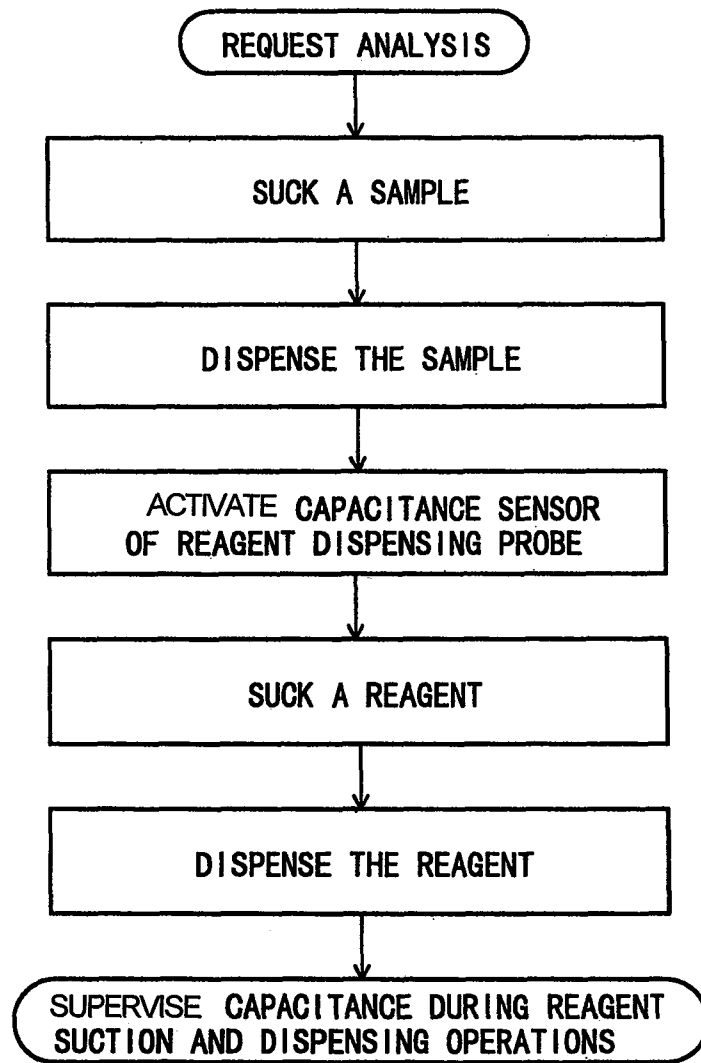 REQUEST ANALYSIS
SUCK A SAMPLE
DISPENSE THE SAMPLE
ACTIVATE CAPACITANCE SENSOR
OF REAGENT DISPENSING PROBE
SUCK A REAGENT
DISPENSE THE REAGENT
SUPERVISE CAPACITANCE DURING REAGENT
SUCTION AND DISPENSING OPERATIONS